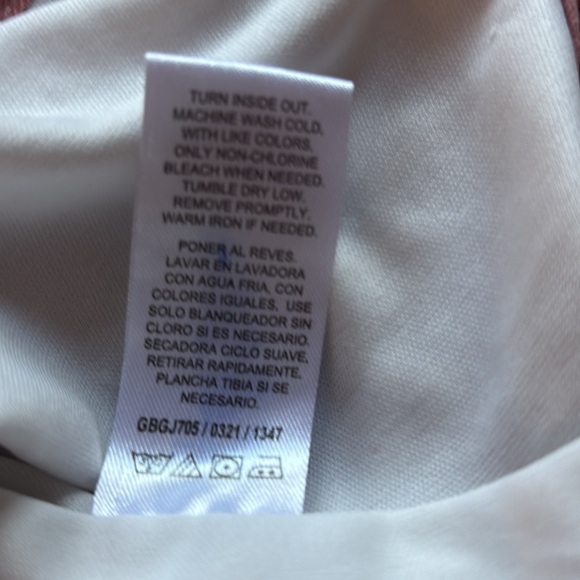 TURN INSIDE OUT.
MACHINE WASH COLD,
WITH LIKE COLORS,
ONLY NON-CHLORINE
BLEACH WHEN NEEDED.
TUMBLE DRY LOW,
REMOVE PROMPTLY.
WARM IRON IF NEEDED.
PONER AL REVES.
LAVAR EN LAVADORA
CON AGUA FRIA, CON
COLORES IGUALES, USE
SOLO BLANQUEADOR SIN
CLORO SI ES NECESARIO.
SECADORA CICLO SUAVE,
RETIRAR RAPIDAMENTE.
PLANCHA TIBIA SI SE
NECESARIO.
GBGJ705 / 0321 / 1347